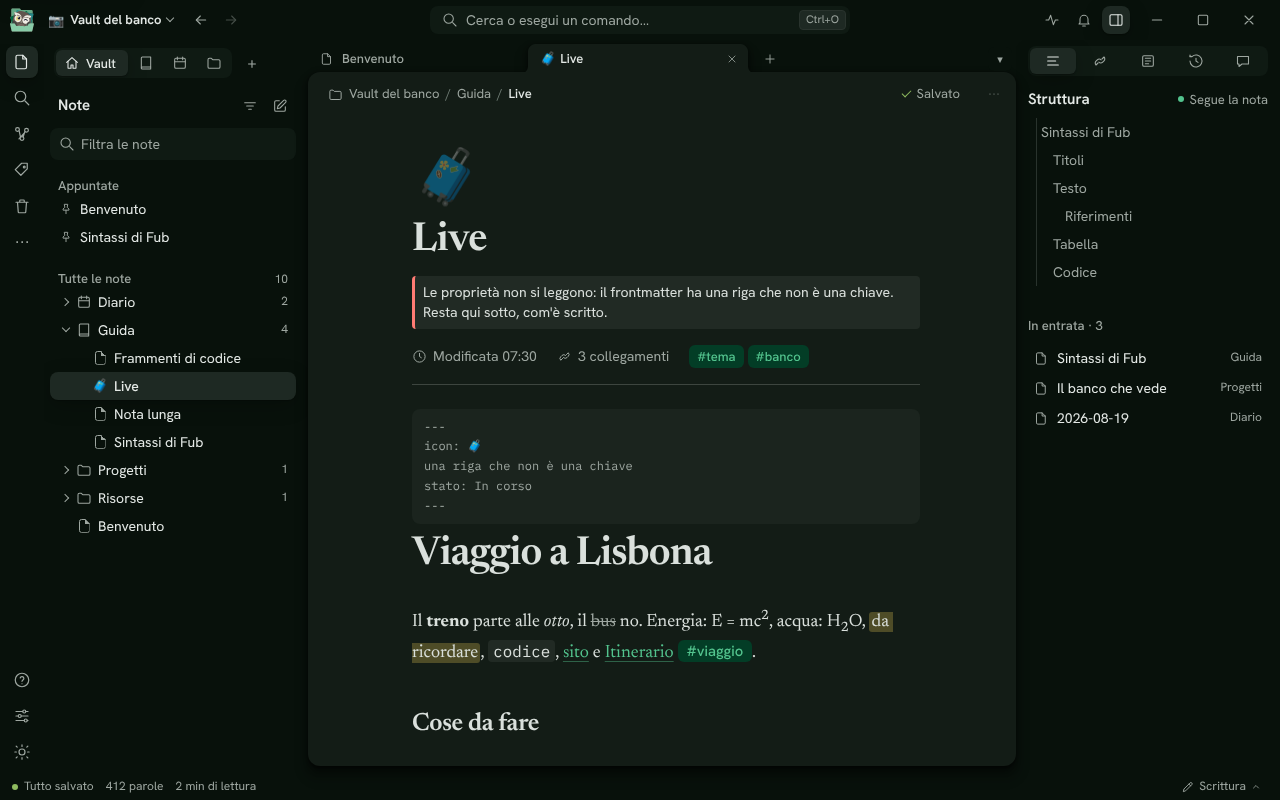 Vault del banco
Cerca o esegui un comando...
Ctrl+O
Vault
Benvenuto
Live
Note
Filtra le note
Appuntate
Benvenuto
Sintassi di Fub
Tutte le note 10
Diario 2
Guida 4
Frammenti di codice
Live
Nota lunga
Sintassi di Fub
Progetti 1
Risorse 1
Benvenuto
Vault del banco / Guida / Live
Salvato
Live
Le proprietà non si leggono: il frontmatter ha una riga che non è una chiave.
Resta qui sotto, com'è scritto.
Modificata 07:30
3 collegamenti
#tema
#banco
---
icon: 🧳
una riga che non è una chiave
stato: In corso
---
Viaggio a Lisbona
Il treno parte alle otto, il bus no. Energia: E = mc², acqua: H₂O, da
ricordare, codice, sito e Itinerario #viaggio.
Cose da fare
Struttura
Segue la nota
Sintassi di Fub
Titoli
Testo
Riferimenti
Tabella
Codice
In entrata · 3
Sintassi di Fub Guida
Il banco che vede Progetti
2026-08-19 Diario
Tutto salvato
412 parole
2 min di lettura
Scrittura